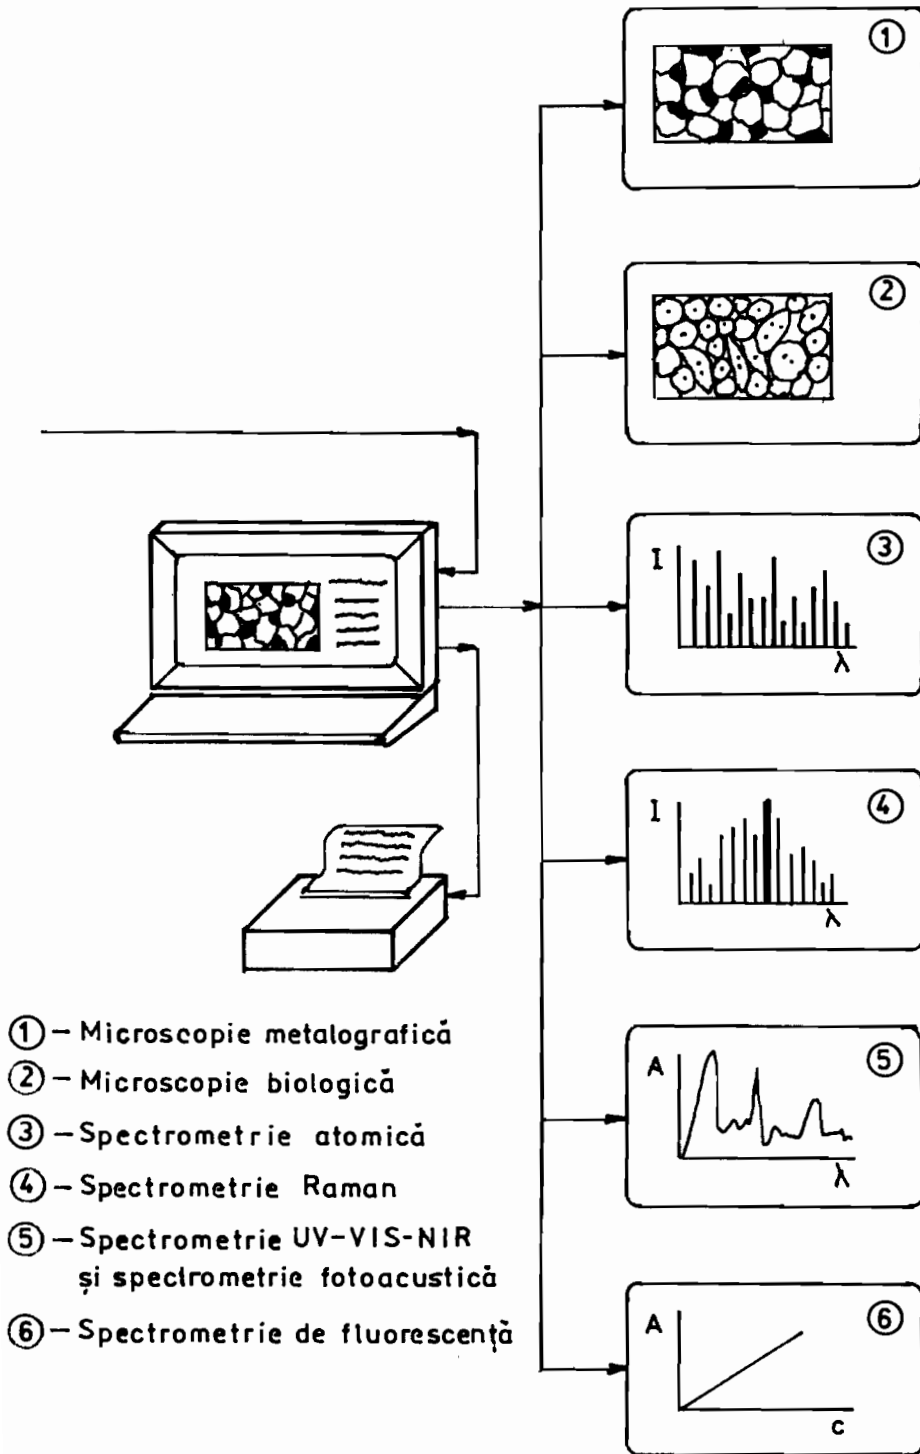 ①
②
I
③
λ
I
④
λ
① – Microscopie metalografică
② – Microscopie biologică
③ – Spectrometrie atomică
④ – Spectrometrie Raman
⑤ – Spectrometrie UV-VIS-NIR
și spectrometrie fotoacustică
⑥ – Spectrometrie de fluorescență
A
⑤
λ
A
⑥
c